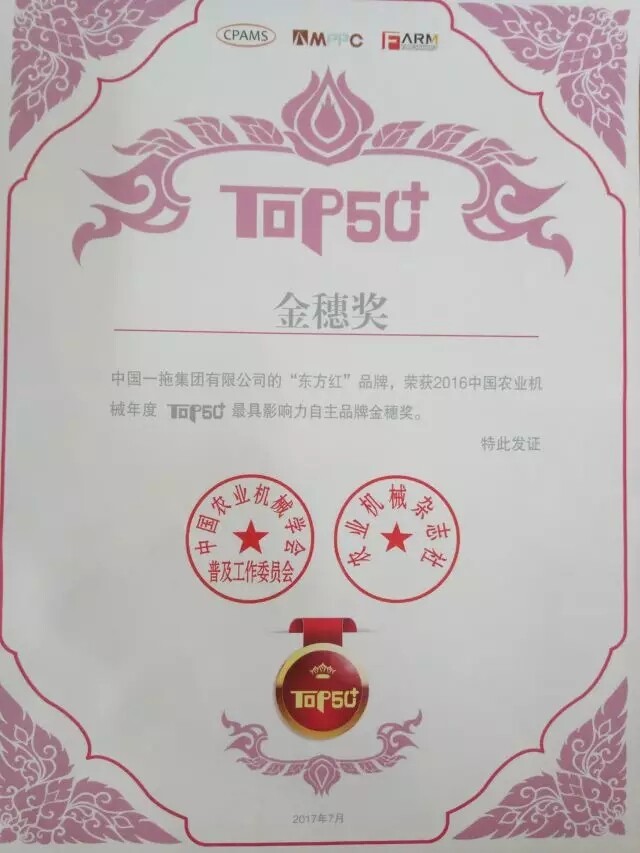 CPAMS
AMPPC
FARM
TOP50+
金穗奖
中国一拖集团有限公司的“东方红”品牌，荣获2016中国农业机
械年度 TOP50+ 最具影响力自主品牌金穗奖。
特此发证
中国农业机械学会
普及工作委员会
农业机械杂志社
TOP50+
2017年7月